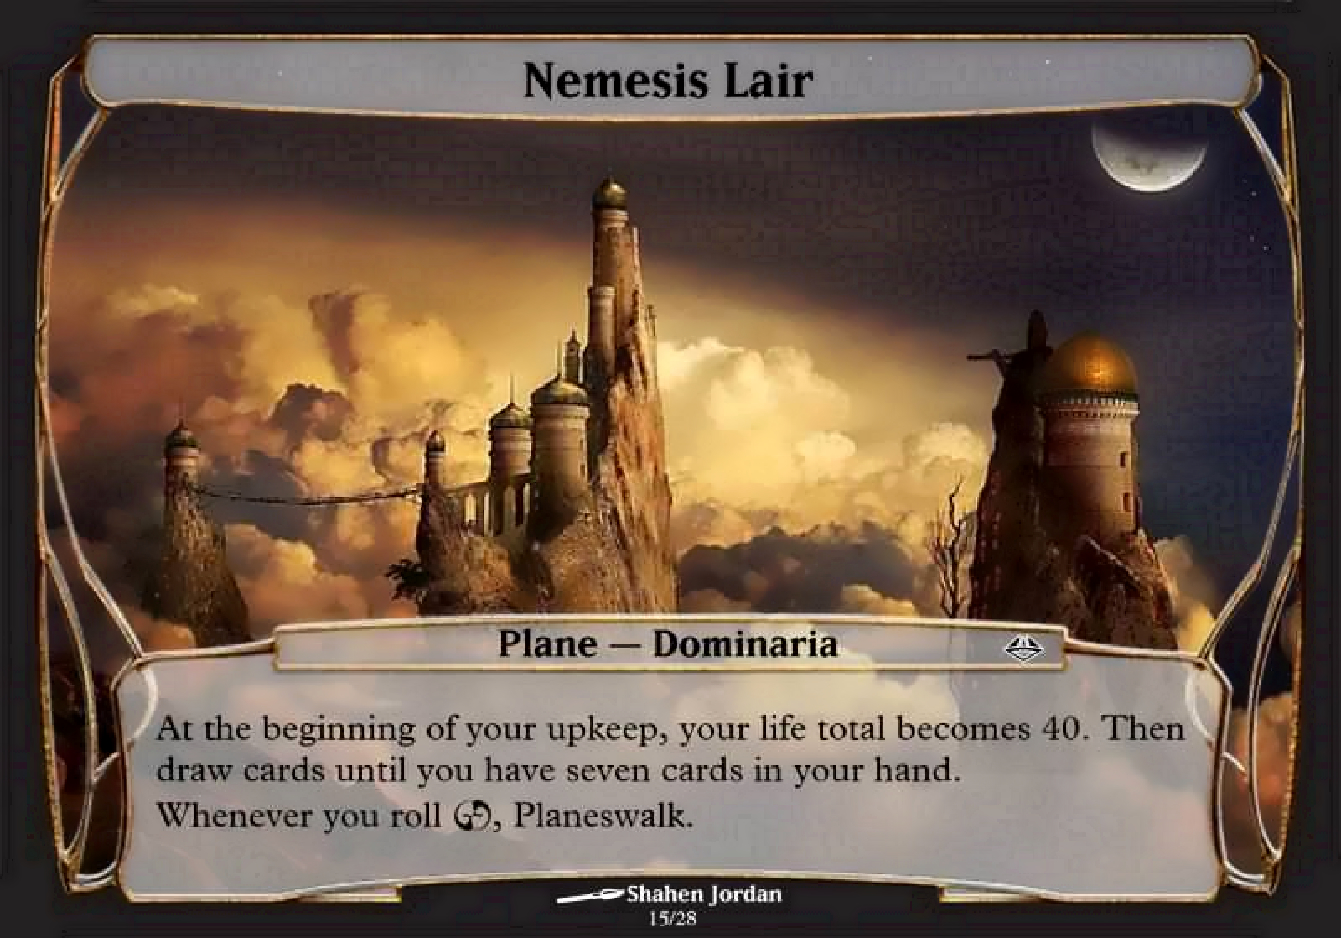 Nemesis Lair
Plane — Dominaria
At the beginning of your upkeep, your life total becomes 40. Then
draw cards until you have seven cards in your hand.
Whenever you roll , Planeswalk.
Shahen Jordan
15/28